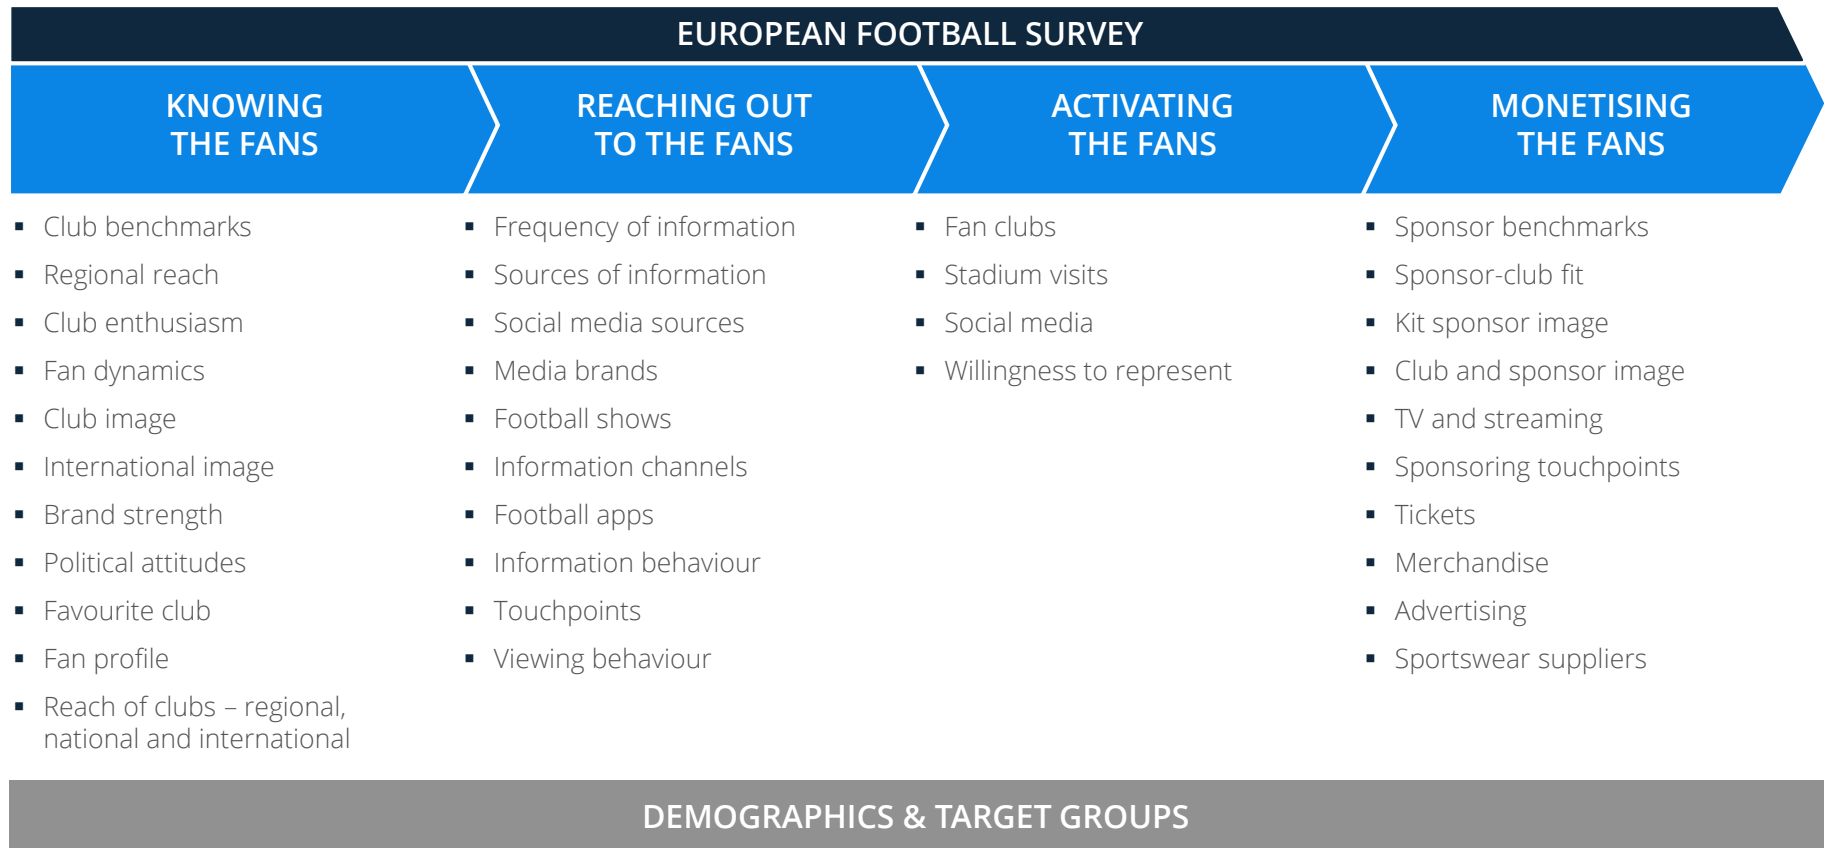 EUROPEAN FOOTBALL SURVEY
KNOWING
THE FANS
REACHING OUT
TO THE FANS
ACTIVATING
THE FANS
MONETISING
THE FANS
▪ Club benchmarks
▪ Regional reach
▪ Club enthusiasm
▪ Fan dynamics
▪ Club image
▪ International image
▪ Brand strength
▪ Political attitudes
▪ Favourite club
▪ Fan profile
▪ Reach of clubs – regional,
national and international
▪ Frequency of information
▪ Sources of information
▪ Social media sources
▪ Media brands
▪ Football shows
▪ Information channels
▪ Football apps
▪ Information behaviour
▪ Touchpoints
▪ Viewing behaviour
▪ Fan clubs
▪ Stadium visits
▪ Social media
▪ Willingness to represent
▪ Sponsor benchmarks
▪ Sponsor-club fit
▪ Kit sponsor image
▪ Club and sponsor image
▪ TV and streaming
▪ Sponsoring touchpoints
▪ Tickets
▪ Merchandise
▪ Advertising
▪ Sportswear suppliers
DEMOGRAPHICS & TARGET GROUPS